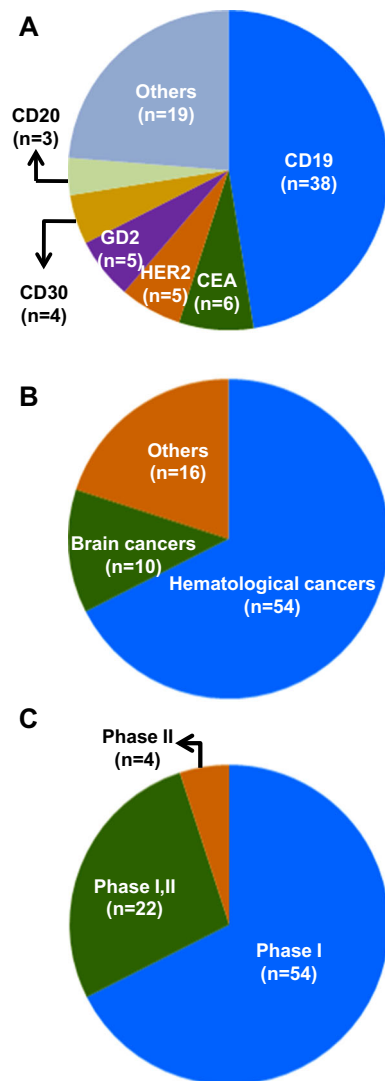 A
Others
(n=19)
CD20
(n=3)
CD19
(n=38)
GD2
(n=5)
HER2
(n=5)
CEA
(n=6)
CD30
(n=4)
B
Others
(n=16)
Brain cancers
(n=10)
Hematological cancers
(n=54)
C
Phase II
(n=4)
Phase I,II
(n=22)
Phase I
(n=54)